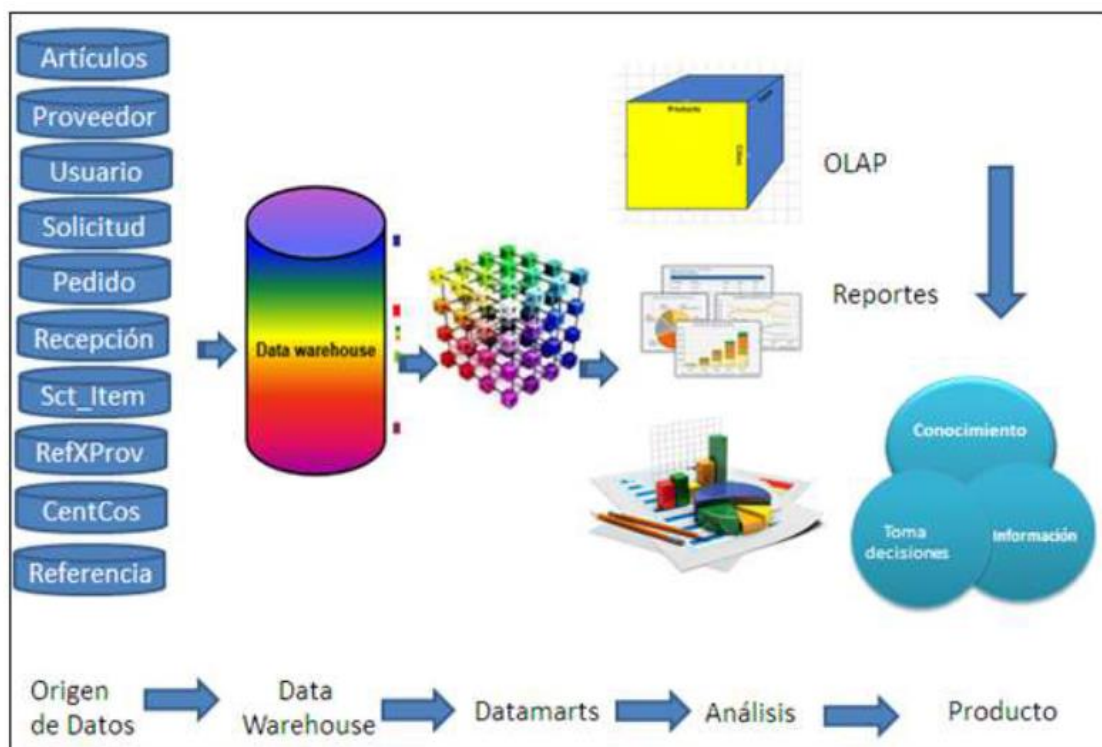 Artículos
Proveedor
Usuario
Solicitud
Pedido
Recepción
Sct_Item
RefXProv
CentCos
Referencia
Data warehouse
Producto
OLAP
Reportes
Conocimiento
Toma
decisiones
Información
Origen
de Datos
Data
Warehouse
Datamarts
Análisis
Producto